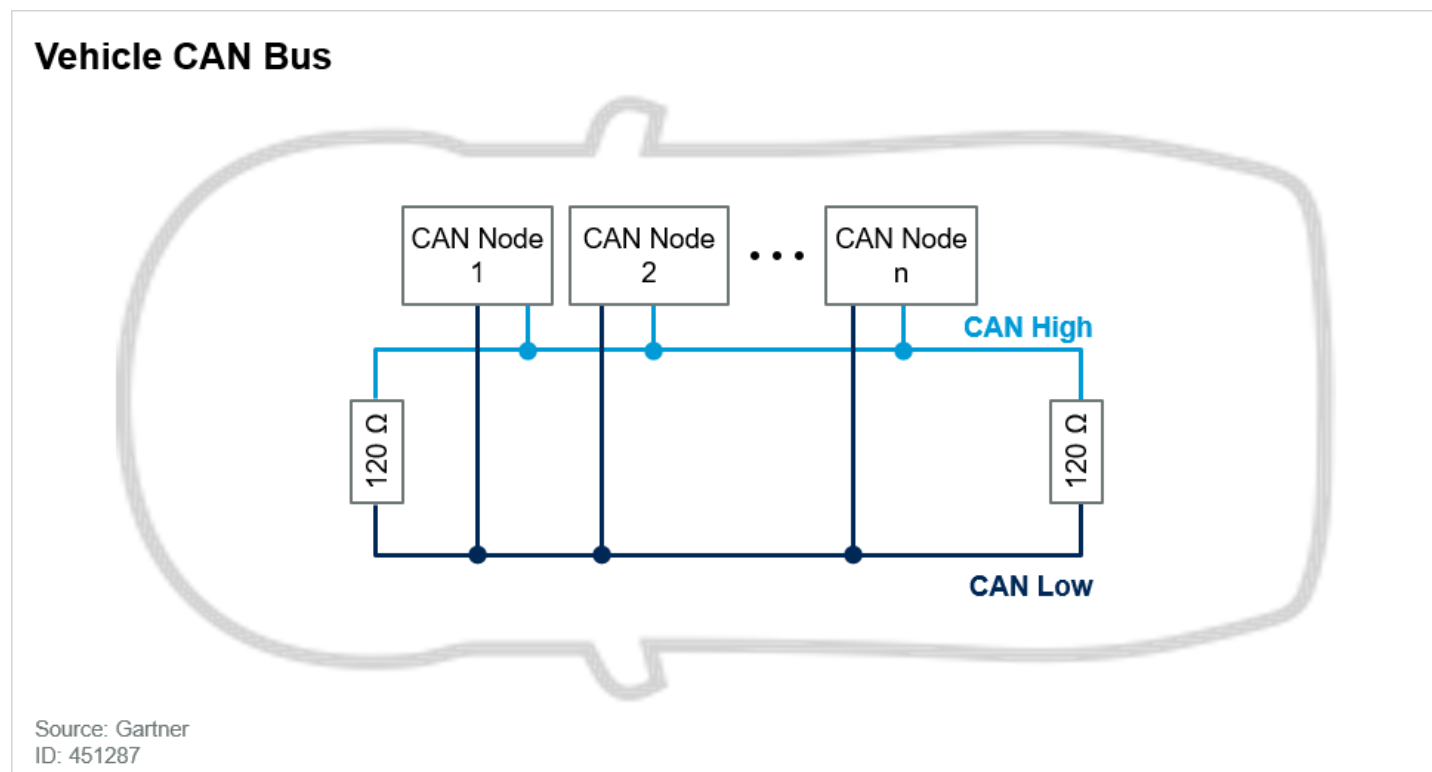 Vehicle CAN Bus
CAN Node
1
CAN Node
2
• • •
CAN Node
n
CAN High
120 Ω
120 Ω
CAN Low
Source: Gartner
ID: 451287